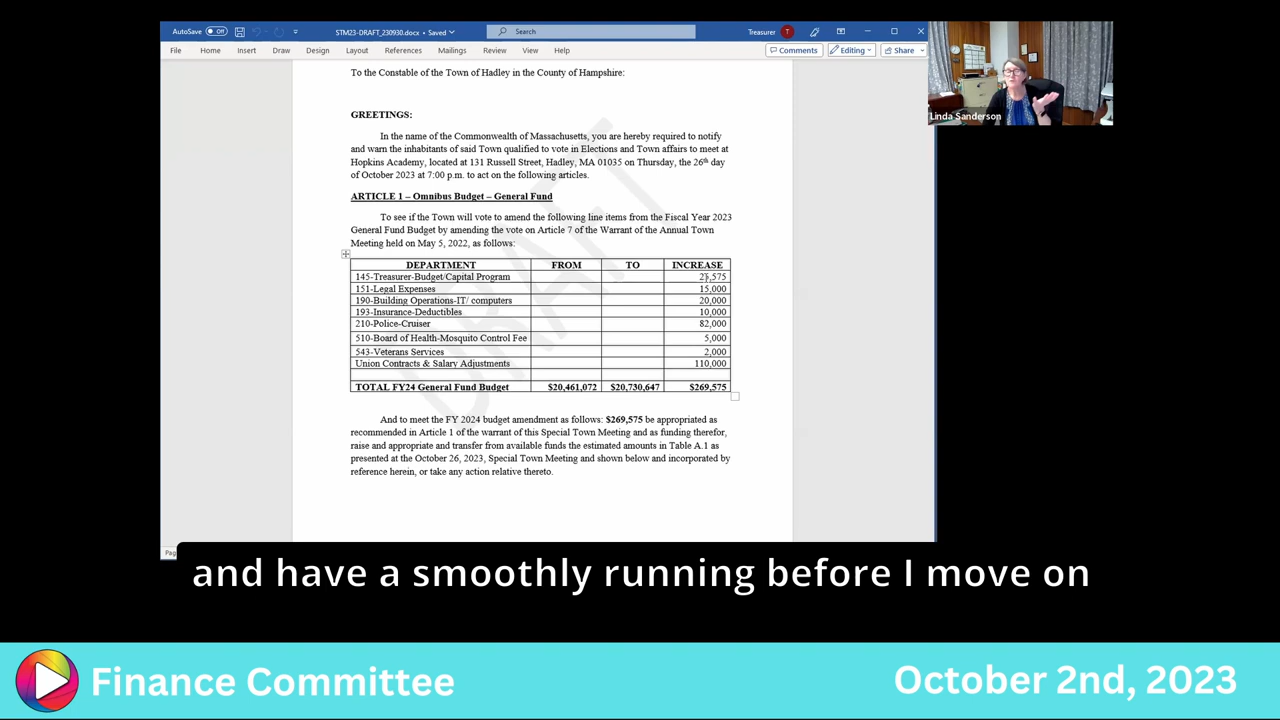 AutoSave Off STM23-DRAFT_230930.docx • Saved Search Treasurer T
File Home Insert Draw Design Layout References Mailings Review View Help Comments Editing Share
Linda Sanderson
To the Constable of the Town of Hadley in the County of Hampshire:
GREETINGS:
In the name of the Commonwealth of Massachusetts, you are hereby required to notify
and warn the inhabitants of said Town qualified to vote in Elections and Town affairs to meet at
Hopkins Academy, located at 131 Russell Street, Hadley, MA 01035 on Thursday, the 26th day
of October 2023 at 7:00 p.m. to act on the following articles.
ARTICLE 1 – Omnibus Budget – General Fund
To see if the Town will vote to amend the following line items from the Fiscal Year 2023
General Fund Budget by amending the vote on Article 7 of the Warrant of the Annual Town
Meeting held on May 5, 2022, as follows:
DEPARTMENT FROM TO INCREASE
145-Treasurer-Budget/Capital Program
151-Legal Expenses 15,000
190-Building Operations-IT/ computers 20,000
193-Insurance-Deductibles 10,000
210-Police-Cruiser 82,000
510-Board of Health-Mosquito Control Fee 5,000
543-Veterans Services 2,000
Union Contracts & Salary Adjustments 110,000
TOTAL FY24 General Fund Budget $20,461,072 $20,730,647 $269,575
And to meet the FY 2024 budget amendment as follows: $269,575 be appropriated as
recommended in Article 1 of the warrant of this Special Town Meeting and as funding therefor,
raise and appropriate and transfer from available funds the estimated amounts in Table A.1 as
presented at the October 26, 2023, Special Town Meeting and shown below and incorporated by
reference herein, or take any action relative thereto.
DRAFT
Pag
and have a smoothly running before I move on
Finance Committee October 2nd, 2023